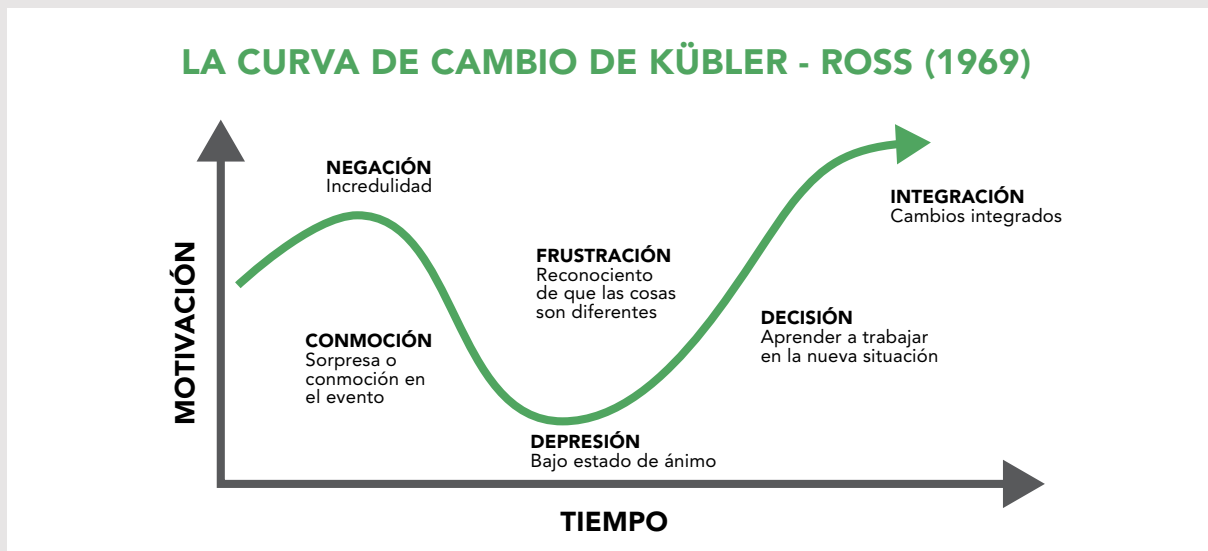 LA CURVA DE CAMBIO DE KÜBLER - ROSS (1969)
MOTIVACIÓN
NEGACIÓN
Incredulidad
CONMOCIÓN
Sorpresa o
conmoción en
el evento
FRUSTRACIÓN
Reconociento
de que las cosas
son diferentes
DEPRESIÓN
Bajo estado de ánimo
DECISIÓN
Aprender a trabajar
en la nueva situación
INTEGRACIÓN
Cambios integrados
TIEMPO